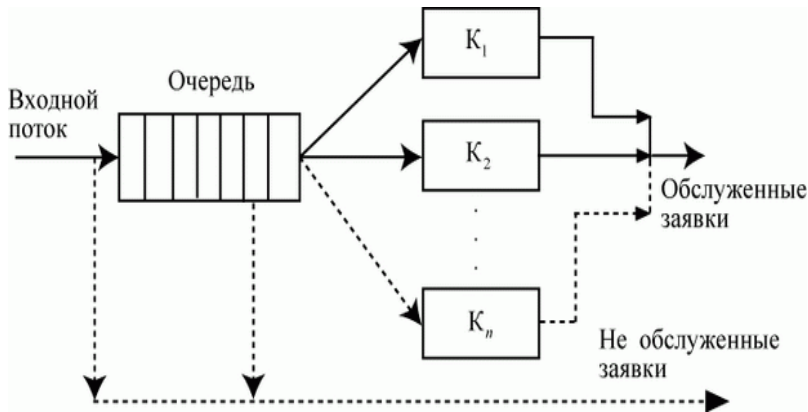 Входной
поток
Очередь
К1
К2
Кn
Обслуженные
заявки
Не обслуженные
заявки